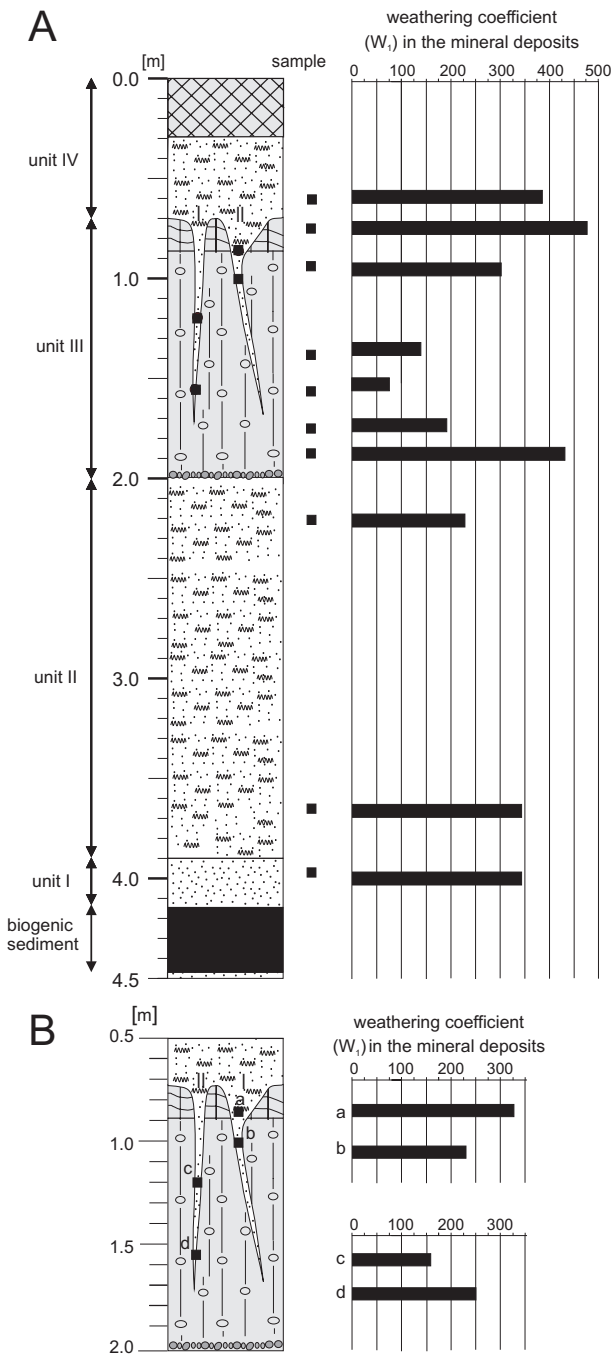 A
weathering coefficient
(W1) in the mineral deposits
[m]
sample
0 100 200 300 400 500
0.0
unit IV
I II
1.0
unit III
2.0
unit II
3.0
unit I
4.0
biogenic
sediment
4.5
B
[m]
weathering coefficient
(W1) in the mineral deposits
0.5
0 100 200 300
II I
a
a
b
1.0
b
c
0 100 200 300
c
d
1.5
d
2.0